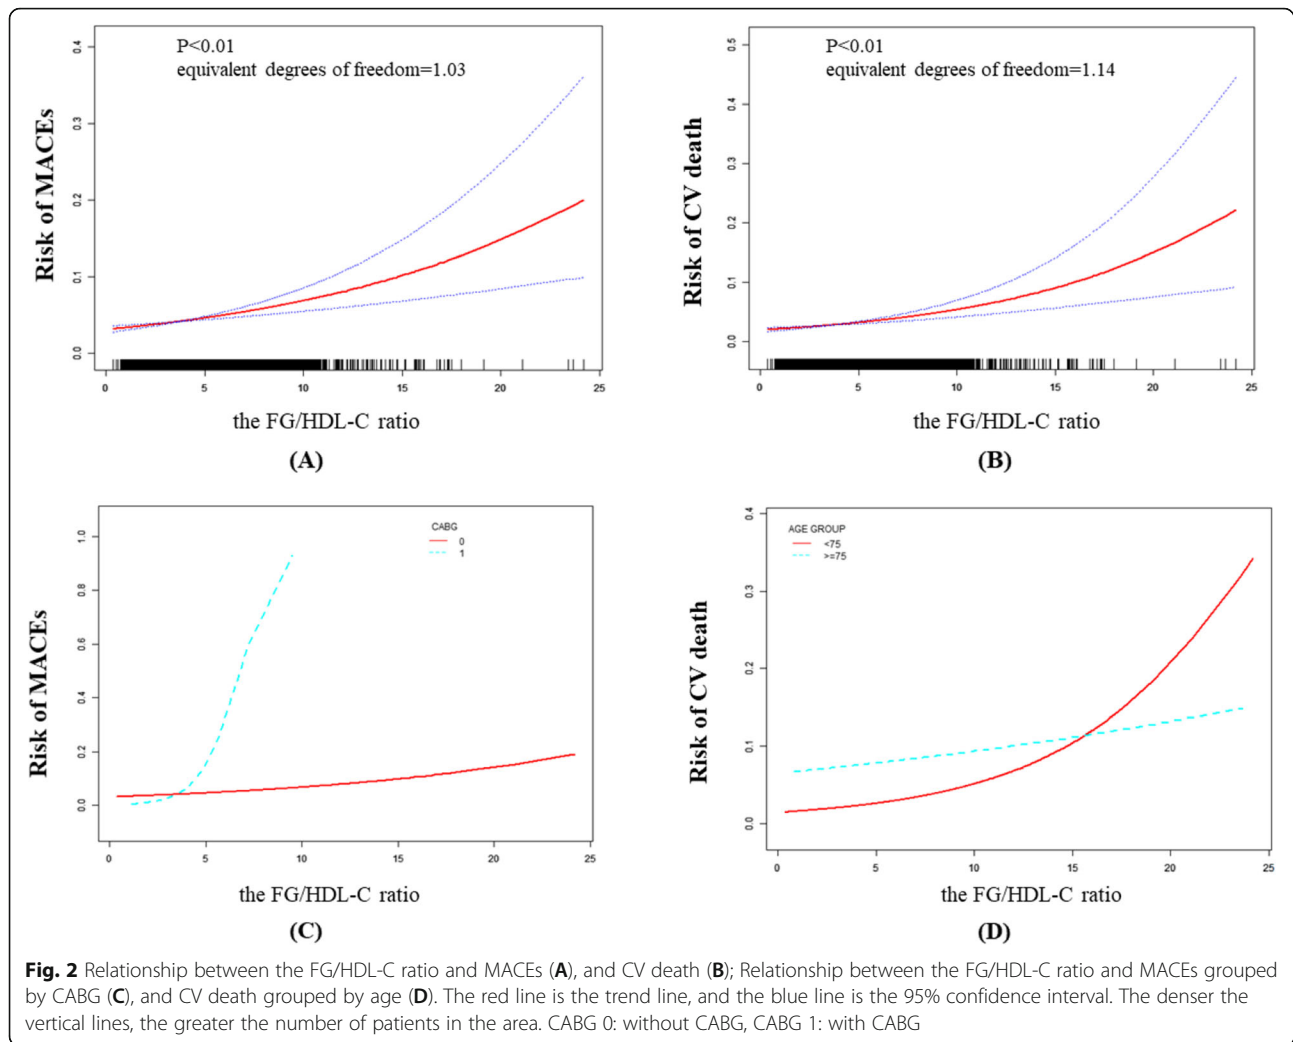 P<0.01
equivalent degrees of freedom=1.03
Risk of MACEs
0.4
0.3
0.2
0.1
0.0
0 5 10 15 20 25
the FG/HDL-C ratio
(A)
P<0.01
equivalent degrees of freedom=1.14
Risk of CV death
0.5
0.4
0.3
0.2
0.1
0.0
0 5 10 15 20 25
the FG/HDL-C ratio
(B)
CABG
0
1
Risk of MACEs
1.0
0.8
0.6
0.4
0.2
0.0
0 5 10 15 20 25
the FG/HDL-C ratio
(C)
AGE GROUP
<75
>=75
Risk of CV death
0.4
0.3
0.2
0.1
0.0
0 5 10 15 20 25
the FG/HDL-C ratio
(D)
Fig. 2 Relationship between the FG/HDL-C ratio and MACEs (A), and CV death (B); Relationship between the FG/HDL-C ratio and MACEs grouped
by CABG (C), and CV death grouped by age (D). The red line is the trend line, and the blue line is the 95% confidence interval. The denser the
vertical lines, the greater the number of patients in the area. CABG 0: without CABG, CABG 1: with CABG